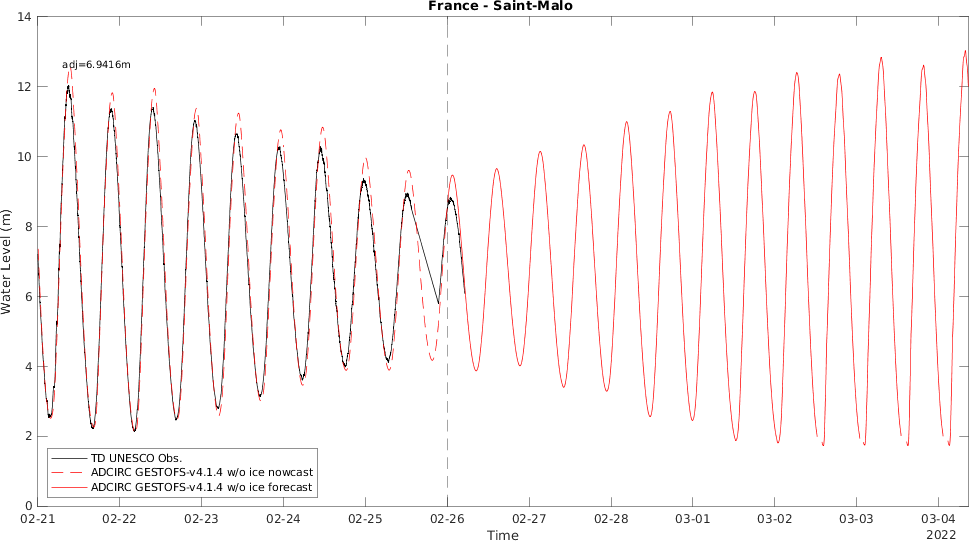 France - Saint-Malo
14
12
10
8
6
4
2
0
Water Level (m)
adj=6.9416m
TD UNESCO Obs.
ADCIRC GESTOFS-v4.1.4 w/o ice nowcast
ADCIRC GESTOFS-v4.1.4 w/o ice forecast
02-21 02-22 02-23 02-24 02-25 02-26 02-27 02-28 03-01 03-02 03-03 03-04
2022
Time